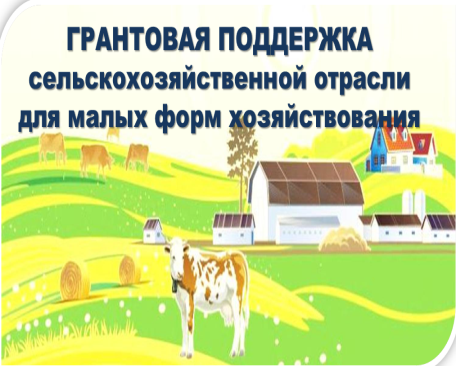 ГРАНТОВАЯ ПОДДЕРЖКА
сельскохозяйственной отрасли
для малых форм хозяйствования